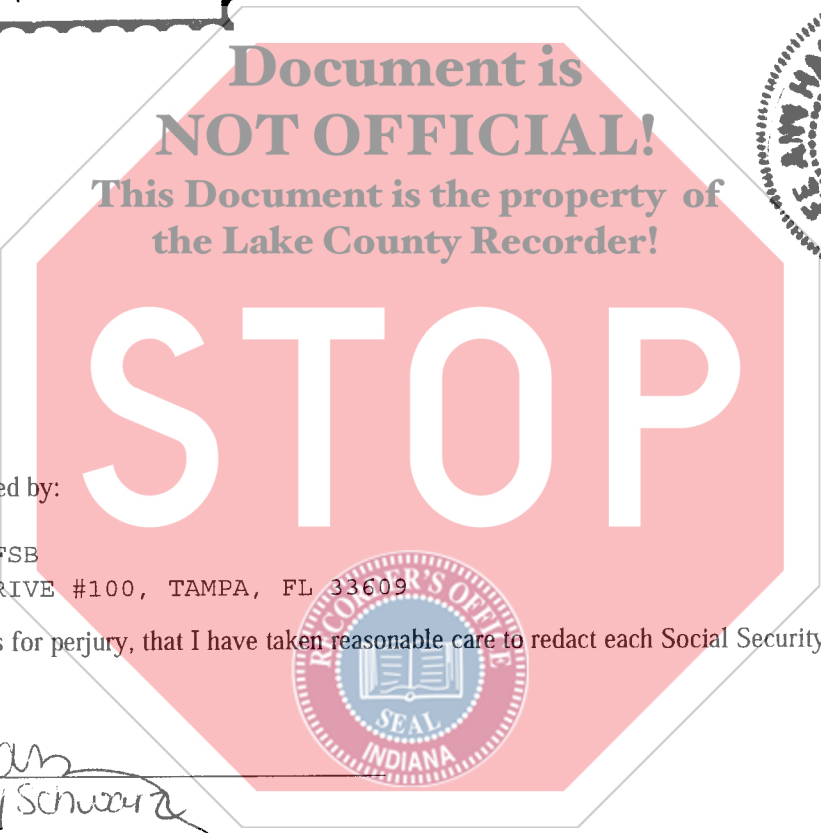 Document is
NOT OFFICIAL!
This Document is the property of
the Lake County Recorder!
STOP
ed by:
FSB
RIVE #100, TAMPA, FL 33609
s for perjury, that I have taken reasonable care to redact each Social Security
RECORDER'S OFFICE
SEAL
INDIANA
Schwarz